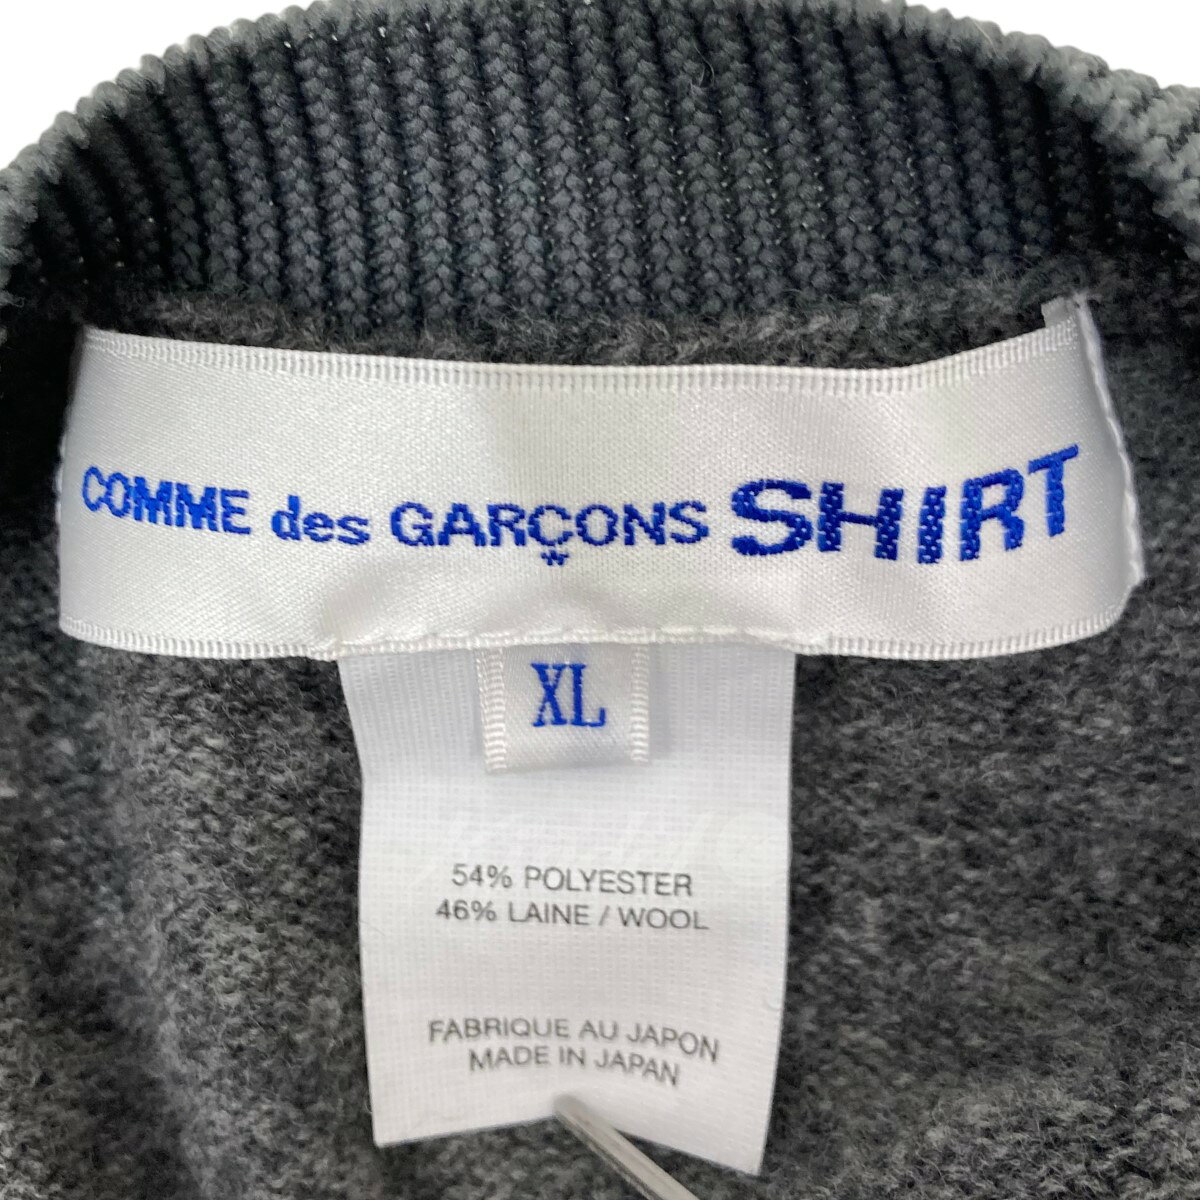 COMME des GARÇONS SHIRT
XL
54% POLYESTER
46% LAINE / WOOL
FABRIQUE AU JAPON
MADE IN JAPAN